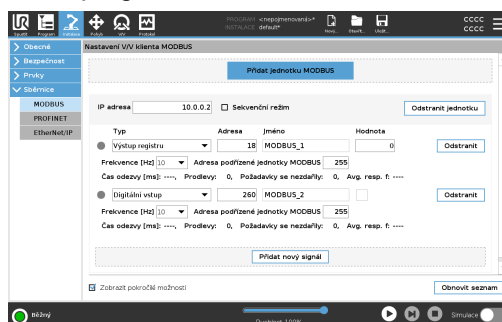 Spustit Program Instalace Pohyb V/V Protokol
PROGRAM <nepojmenovaná>*
INSTALACE default*
Nový... Otevřít... Uložit...
cccc
cccc
Obecné
Bezpečnost
Prvky
Sběrnice
MODBUS
PROFINET
EtherNet/IP
Nastavení V/V klienta MODBUS
Přidat jednotku MODBUS
IP adresa 10.0.0.2 Sekvenční režim Odstranit jednotku
Typ Adresa Jméno Hodnota
Výstup registru 18 MODBUS_1 0 Odstranit
Frekvence [Hz] 10 Adresa podřízené jednotky MODBUS 255
Čas odezvy [ms]: ----, Prodlevy: 0, Požadavky se nezdařily: 0, Avg. resp. f: ----
Digitální vstup 260 MODBUS_2 Odstranit
Frekvence [Hz] 10 Adresa podřízené jednotky MODBUS 255
Čas odezvy [ms]: ----, Prodlevy: 0, Požadavky se nezdařily: 0, Avg. resp. f: ----
Přidat nový signál
Zobrazit pokročilé možnosti Obnovit seznam
Běžný
Rychlost 100%
Simulace